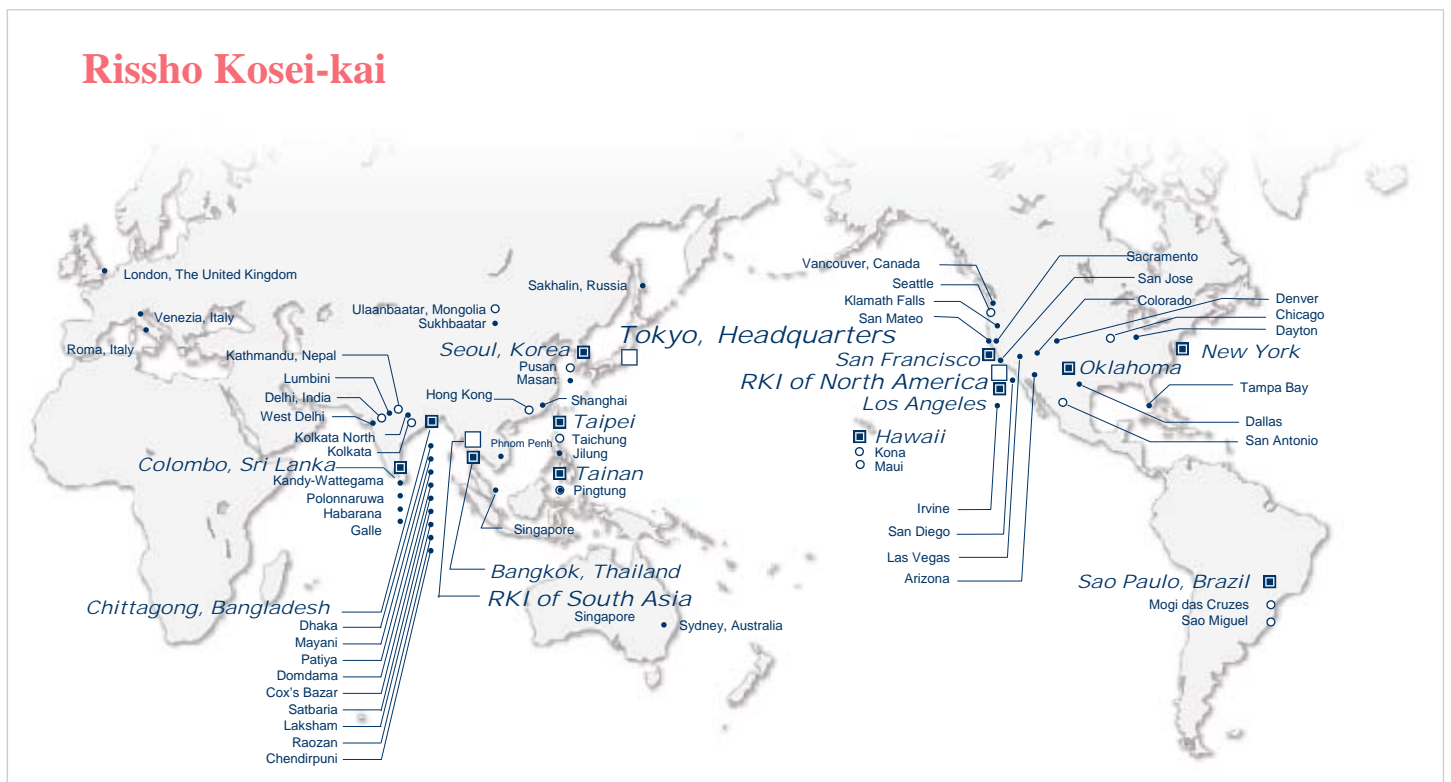 Rissho Kosei-kai
London, The United Kingdom
Venezia, Italy
Roma, Italy
Sakhalin, Russia
Ulaanbaatar, Mongolia
Sukhbaatar
Tokyo, Headquarters
Seoul, Korea
Pusan
Masan
Kathmandu, Nepal
Lumbini
Delhi, India
West Delhi
Kolkata North
Kolkata
Hong Kong
Shanghai
Taipei
Taichung
Jilung
Tainan
Pingtung
Phnom Penh
Colombo, Sri Lanka
Kandy-Wattegama
Polonnaruwa
Habarana
Galle
Singapore
Bangkok, Thailand
RKI of South Asia
Singapore
Sydney, Australia
Chittagong, Bangladesh
Dhaka
Mayani
Patiya
Domdama
Cox's Bazar
Satbaria
Laksham
Raozan
Chendirpuni
Vancouver, Canada
Seattle
Klamath Falls
San Mateo
San Francisco
RKI of North America
Los Angeles
Hawaii
Kona
Maui
Irvine
San Diego
Las Vegas
Arizona
Sacramento
San Jose
Colorado
Denver
Chicago
Dayton
New York
Oklahoma
Tampa Bay
Dallas
San Antonio
Sao Paulo, Brazil
Mogi das Cruzes
Sao Miguel